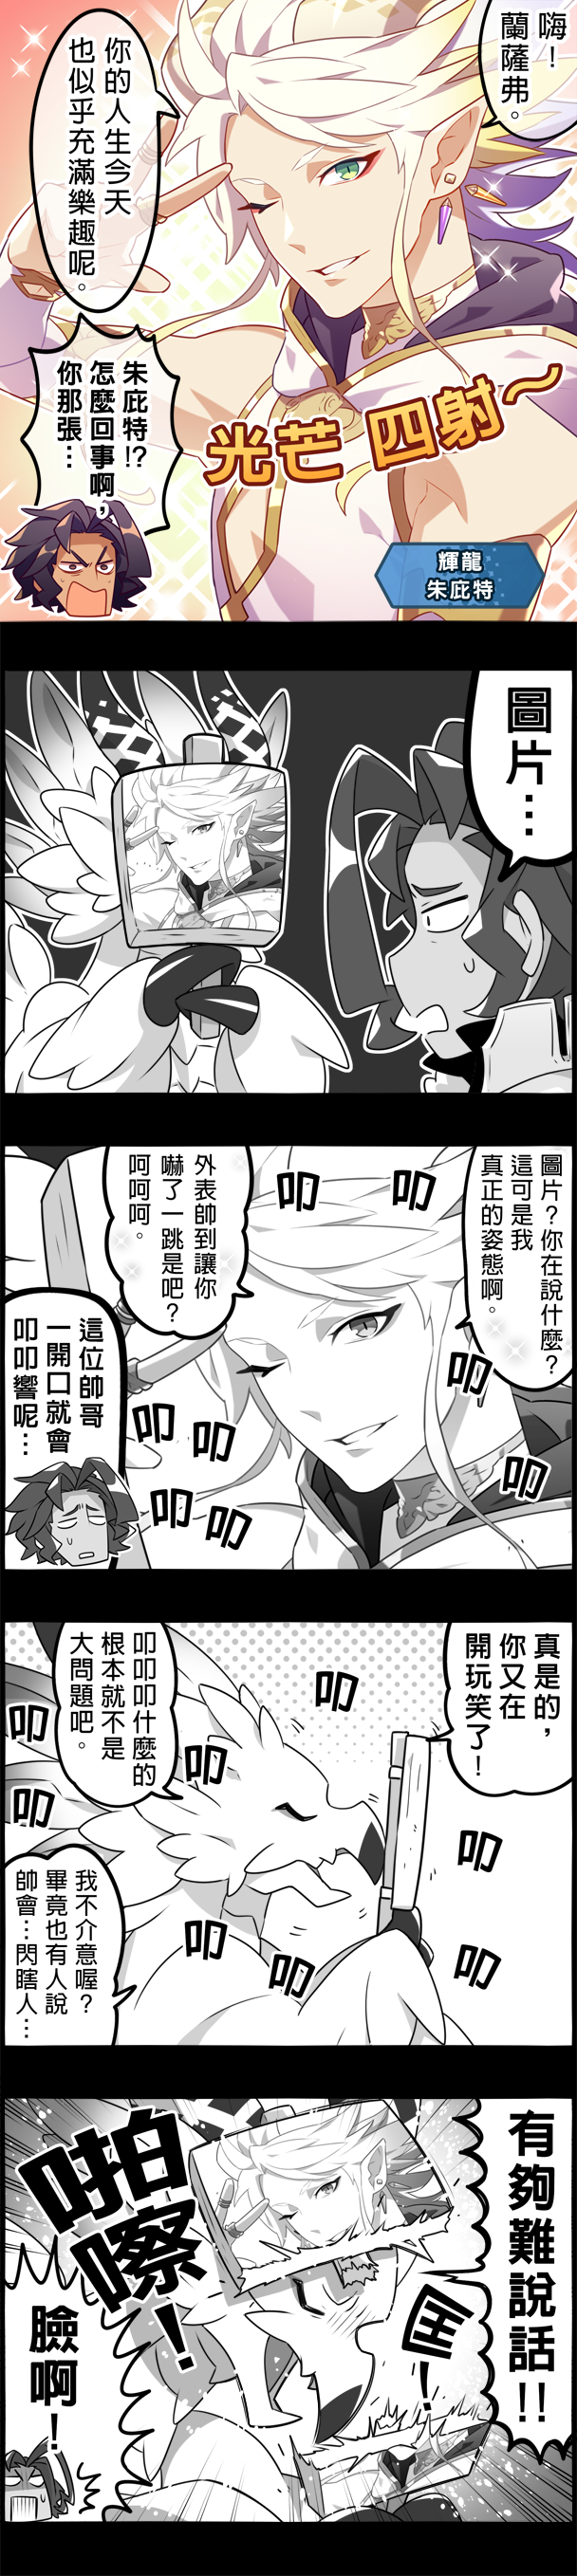 嗨！
蘭薩弗。
你的人生今天
也似乎充滿樂趣呢。
朱庇特!?
怎麼回事啊，
你那張…
光芒 四射～
輝龍
朱庇特
圖片…
圖片？你在說什麼？
這可是我
真正的姿態啊。
叩
叩
外表帥到讓你
嚇了一跳是吧？
呵呵呵。
叩
叩
叩
叩
叩
叩
這位帥哥
一開口就會
叩叩響呢…
真是的，
你又在
開玩笑了！
叩
叩叩叩什麼的
根本就不是
大問題吧。
叩
叩
叩
叩
叩
叩
我不介意喔？
畢竟也有人說
帥會…閃瞎人…
有夠難說話!!
啪嚓！
匡！
臉啊！